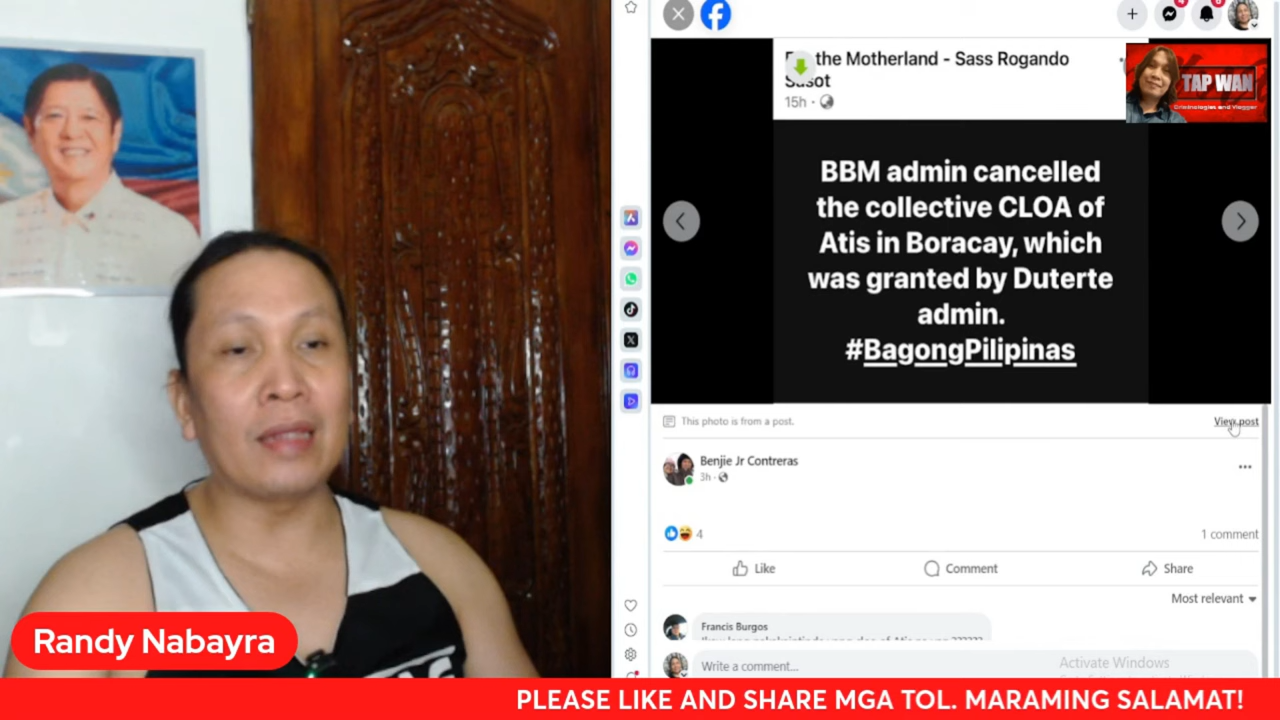 the Motherland - Sass Rogando
Sasot
15h ·
TAP WAN
Criminologist and Vlogger
BBM admin cancelled
the collective CLOA of
Atis in Boracay, which
was granted by Duterte
admin.
#BagongPilipinas
This photo is from a post.
View post
Benjie Jr Contreras
3h ·
4
1 comment
Like
Comment
Share
Most relevant
Francis Burgos
Write a comment...
Activate Windows
Randy Nabayra
PLEASE LIKE AND SHARE MGA TOL. MARAMING SALAMAT!